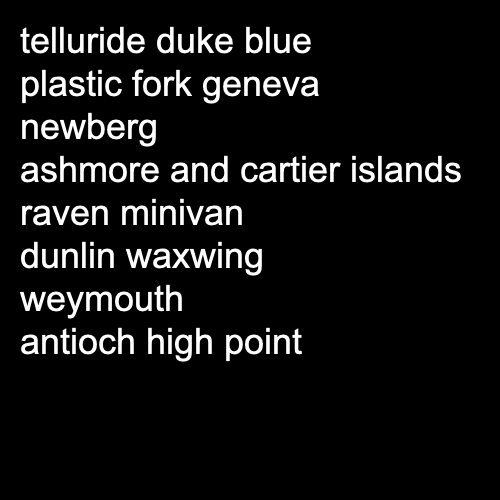 telluride duke blue
plastic fork geneva
newberg
ashmore and cartier islands
raven minivan
dunlin waxwing
weymouth
antioch high point